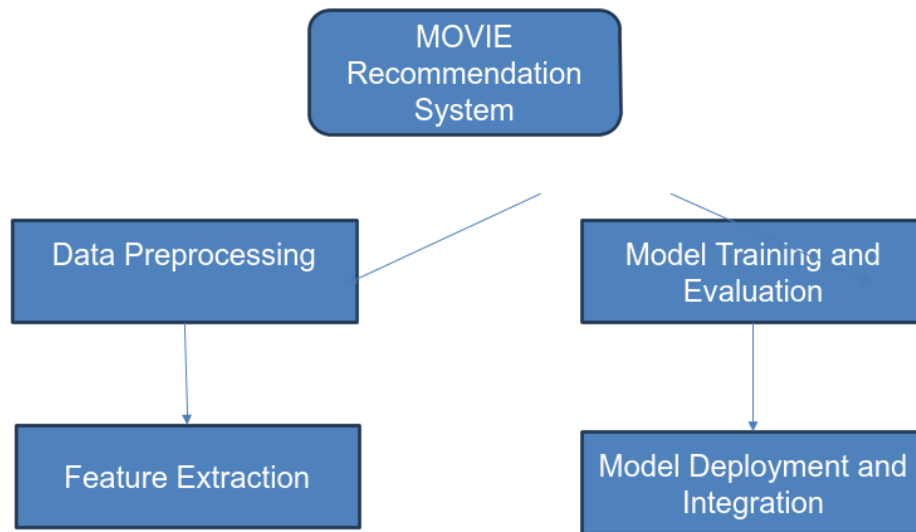 MOVIE
Recommendation
System
Data Preprocessing
Model Training and
Evaluation
Feature Extraction
Model Deployment and
Integration